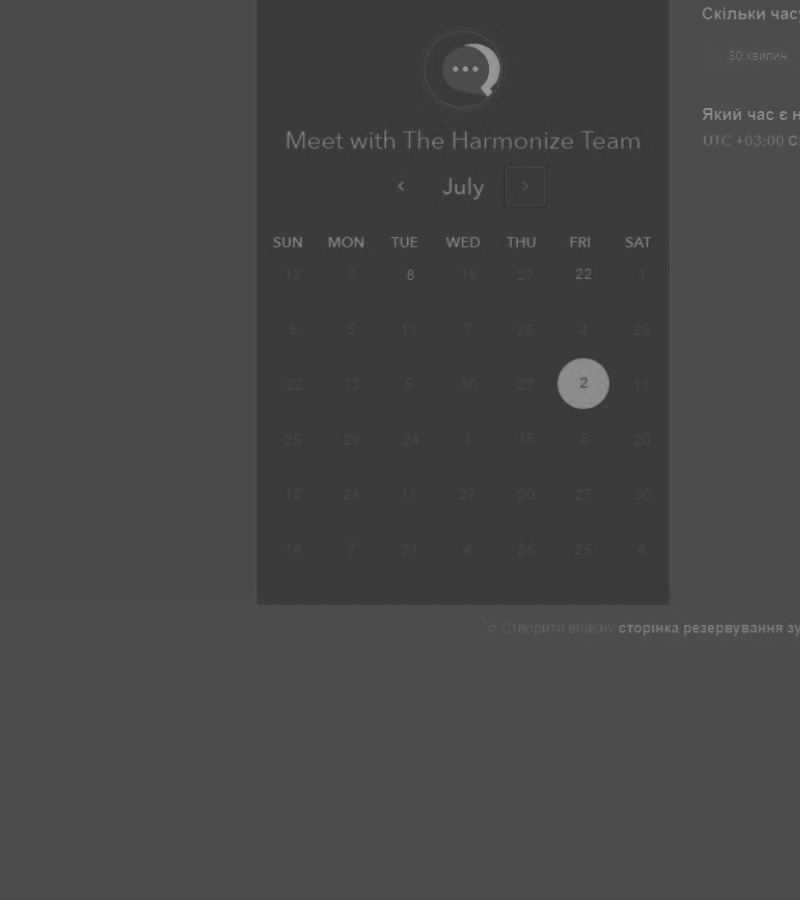 Скільки часу
30 хвилин
Meet with The Harmonize Team
Який час є н
UTC +03:00 С
July
SUN MON TUE WED THU FRI SAT
12 8 8 16 27 22 1
6 5 11 7 25 4 25
22 13 5 30 27 2 11
25 29 24 1 15 8 20
12 26 11 27 20 27 30
14 7 21 4 26 25 4
Створити власну сторінка резервування зу